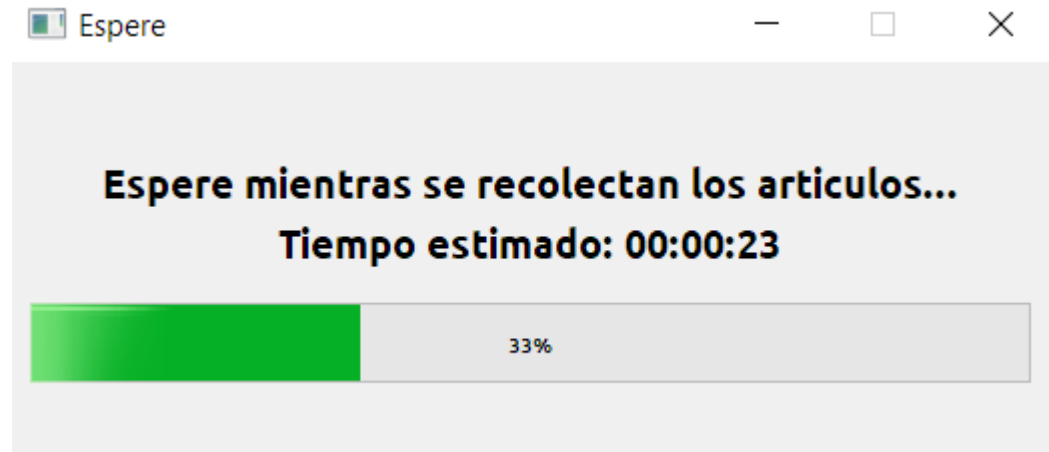 Espere
Espere mientras se recolectan los articulos...
Tiempo estimado: 00:00:23
33%